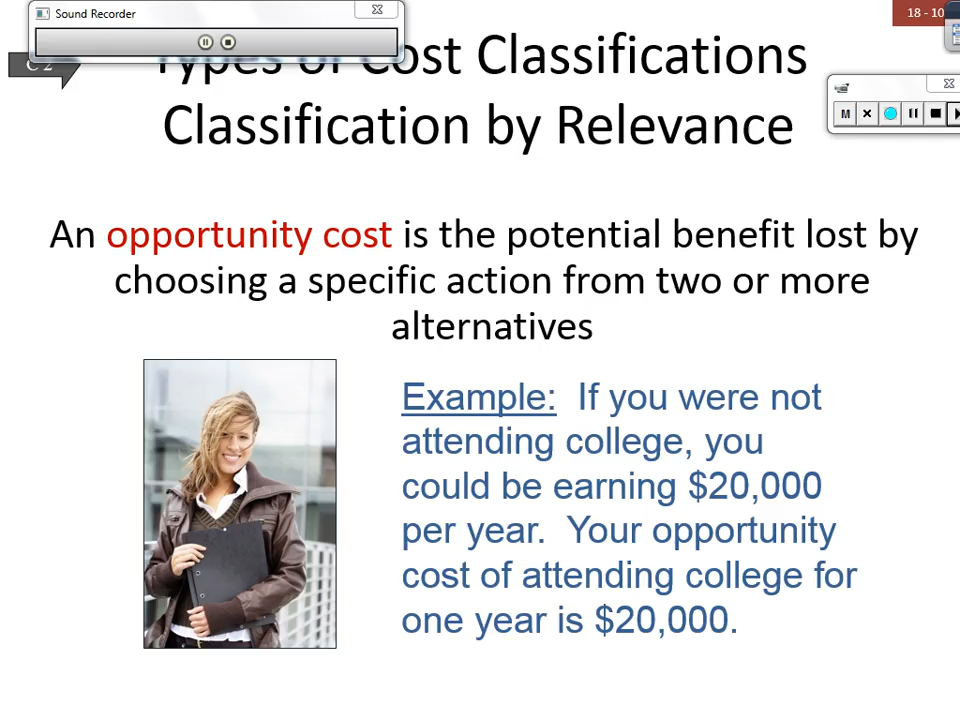 Sound Recorder
18 - 10
C 2
Types of Cost Classifications
Classification by Relevance
M
An opportunity cost is the potential benefit lost by
choosing a specific action from two or more
alternatives
Example: If you were not
attending college, you
could be earning $20,000
per year. Your opportunity
cost of attending college for
one year is $20,000.